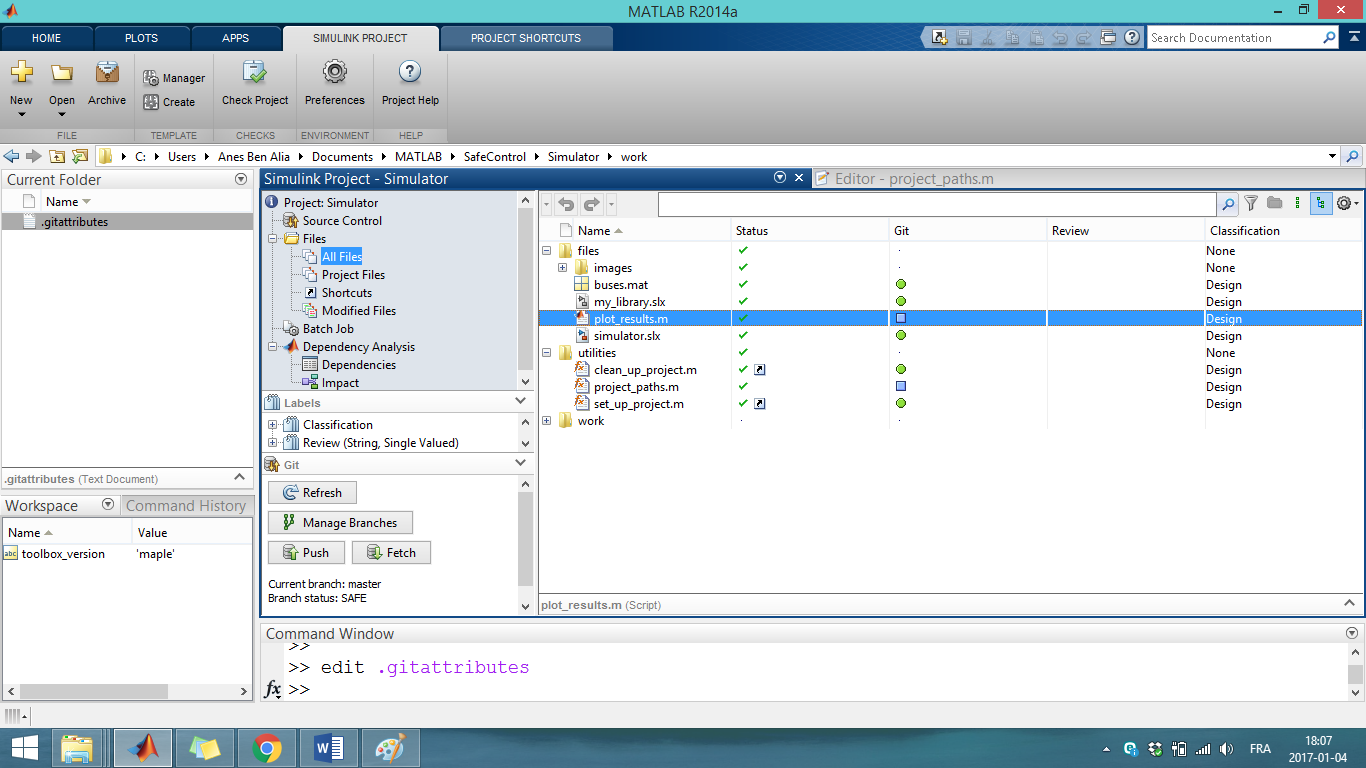 MATLAB R2014a
HOME PLOTS APPS SIMULINK PROJECT PROJECT SHORTCUTS Search Documentation
New Open Archive Manager Create Check Project Preferences Project Help
FILE TEMPLATE CHECKS ENVIRONMENT HELP
C: Users Anes Ben Alia Documents MATLAB SafeControl Simulator work
Current Folder
Name
.gitattributes
.gitattributes (Text Document)
Workspace Command History
Name Value
abc toolbox_version 'maple'
Simulink Project - Simulator Editor - project_paths.m
Project: Simulator
Source Control
Files
All Files
Project Files
Shortcuts
Modified Files
Batch Job
Dependency Analysis
Dependencies
Impact
Labels
Classification
Review (String, Single Valued)
Git
Refresh
Manage Branches
Push Fetch
Current branch: master
Branch status: SAFE
Name Status Git Review Classification
files None
images None
buses.mat Design
my_library.slx Design
plot_results.m Design
simulator.slx Design
utilities None
clean_up_project.m Design
project_paths.m Design
set_up_project.m Design
work
plot_results.m (Script)
Command Window
>>
>> edit .gitattributes
fx >>
FRA 18:07
2017-01-04